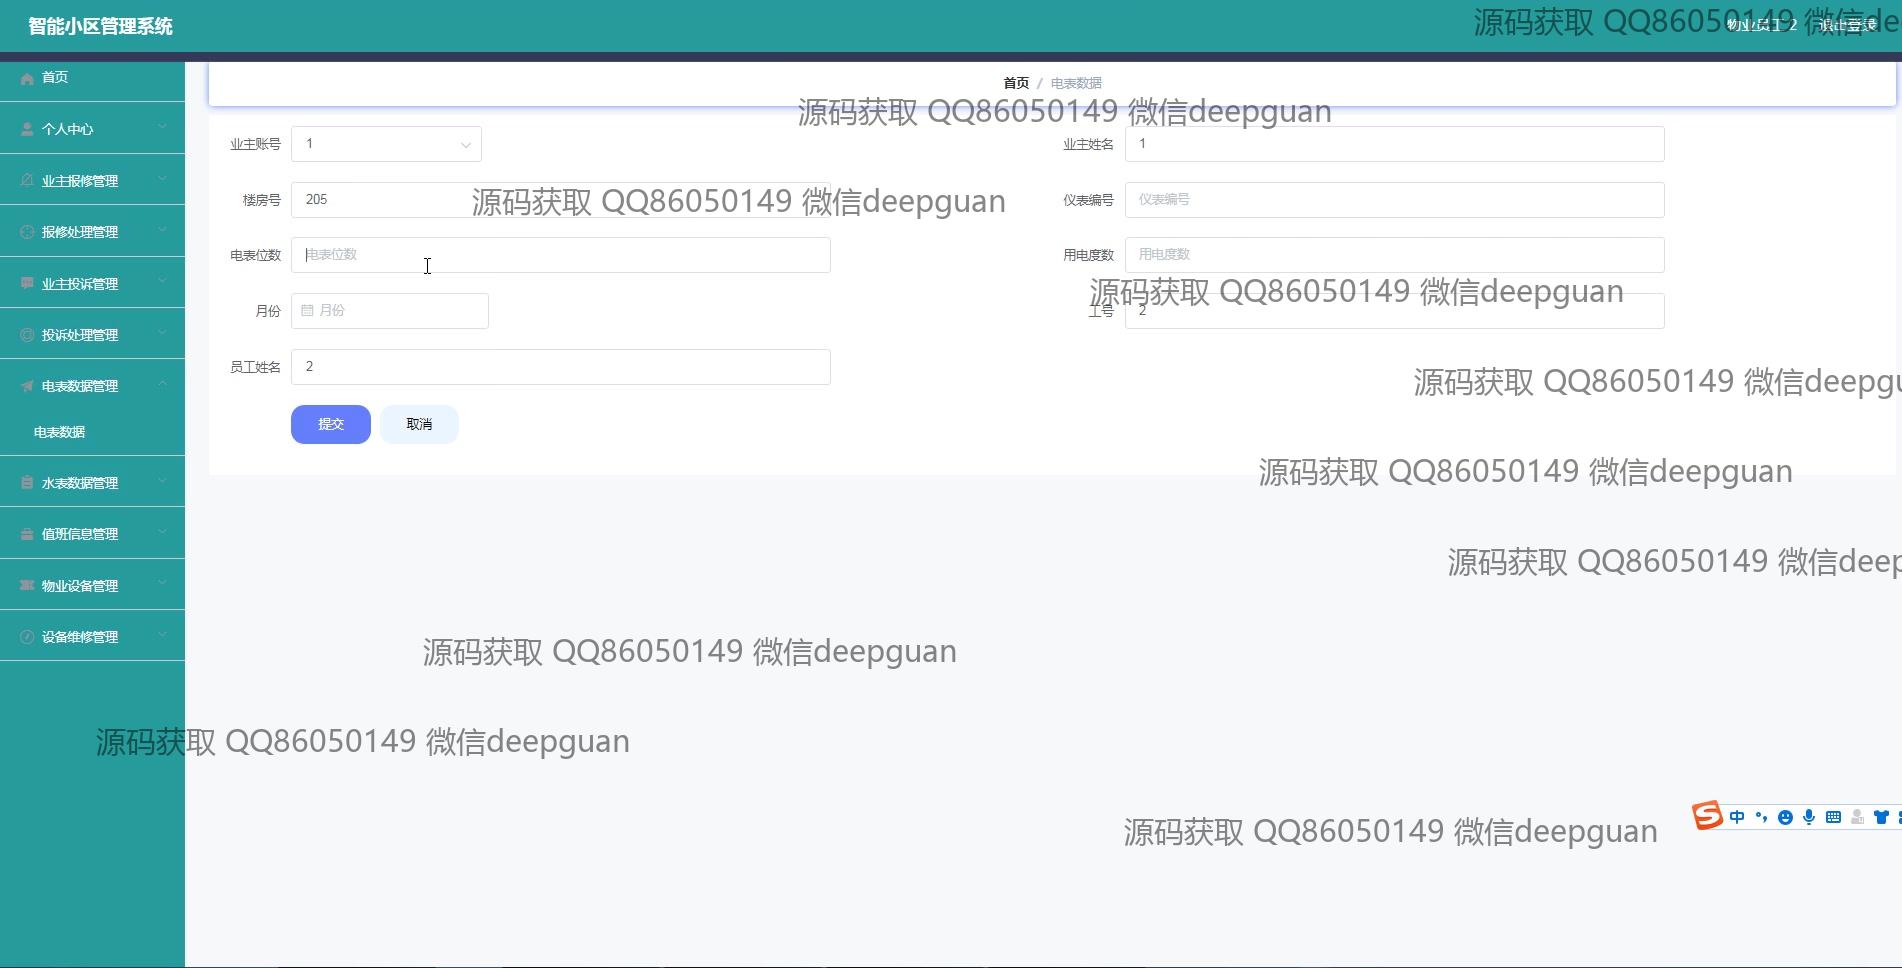 智能小区管理系统
物业员工 2 退出登录
源码获取 QQ86050149 微信de
首页
个人中心
业主报修管理
报修处理管理
业主投诉管理
投诉处理管理
电表数据管理
电表数据
水表数据管理
值班信息管理
物业设备管理
设备维修管理
首页 / 电表数据
源码获取 QQ86050149 微信deepguan
业主账号 1
业主姓名 1
楼房号 205
源码获取 QQ86050149 微信deepguan
仪表编号 仪表编号
电表位数 电表位数
用电度数 用电度数
源码获取 QQ86050149 微信deepguan
月份 月份
工号 2
员工姓名 2
源码获取 QQ86050149 微信deepgu
提交 取消
源码获取 QQ86050149 微信deepguan
源码获取 QQ86050149 微信deep
源码获取 QQ86050149 微信deepguan
源码获取 QQ86050149 微信deepguan
中
源码获取 QQ86050149 微信deepguan